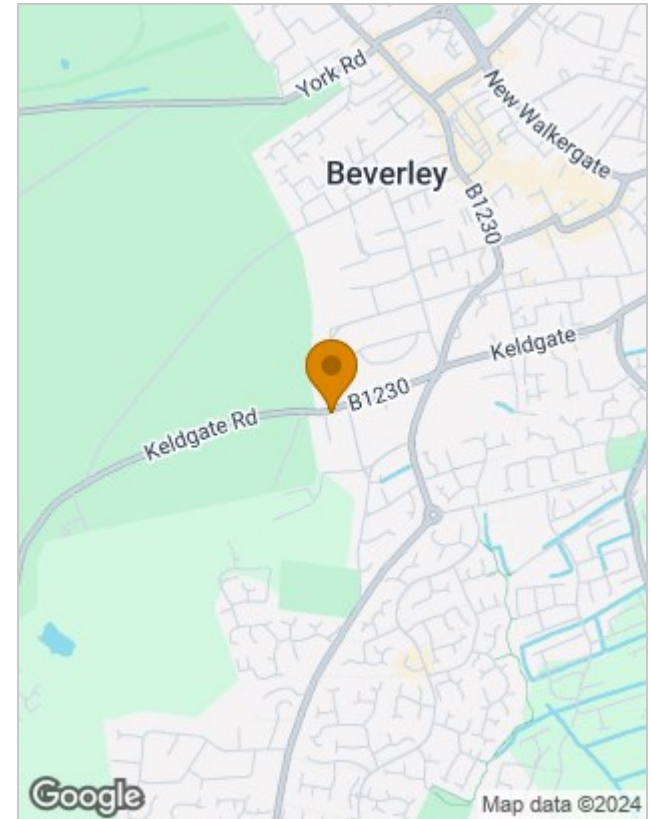 York Rd
New Walkergate
Beverley
B1230
Keldgate
B1230
Keldgate Rd
Google
Map data ©2024